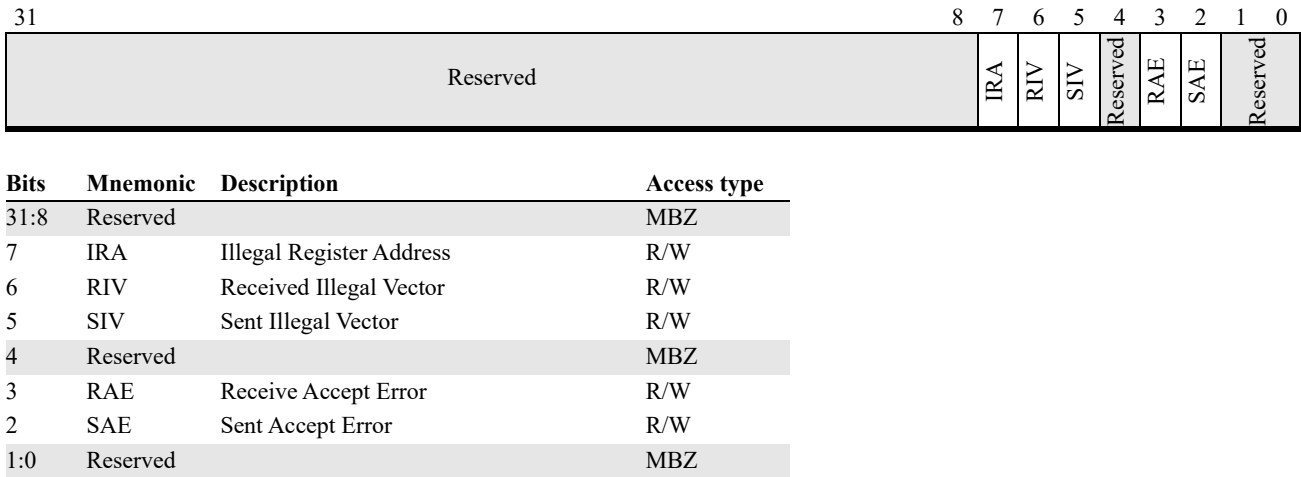 31 8 7 6 5 4 3 2 1 0
Reserved IRA RIV SIV Reserved RAE SAE Reserved
Bits Mnemonic Description Access type
31:8 Reserved MBZ
7 IRA Illegal Register Address R/W
6 RIV Received Illegal Vector R/W
5 SIV Sent Illegal Vector R/W
4 Reserved MBZ
3 RAE Receive Accept Error R/W
2 SAE Sent Accept Error R/W
1:0 Reserved MBZ